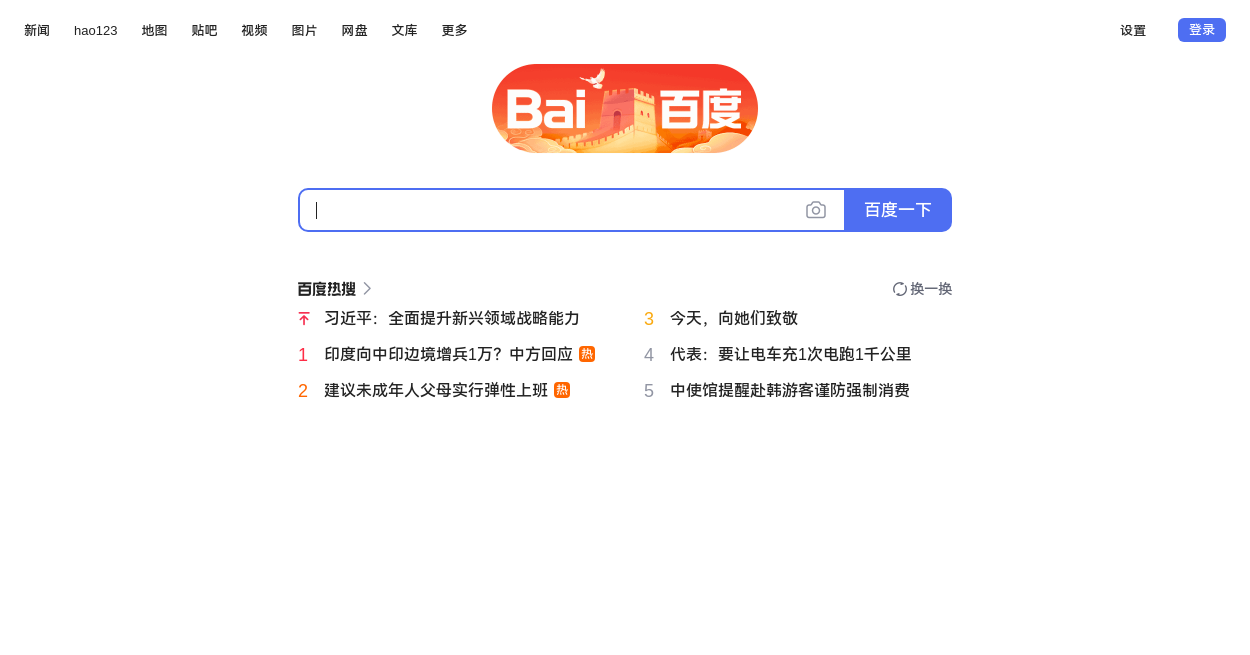 新闻 hao123 地图 贴吧 视频 图片 网盘 文库 更多 设置 登录
Bai 百度
百度一下
百度热搜 换一换
习近平：全面提升新兴领域战略能力
1 印度向中印边境增兵1万？中方回应 热
2 建议未成年人父母实行弹性上班 热
3 今天，向她们致敬
4 代表：要让电车充1次电跑1千公里
5 中使馆提醒赴韩游客谨防强制消费